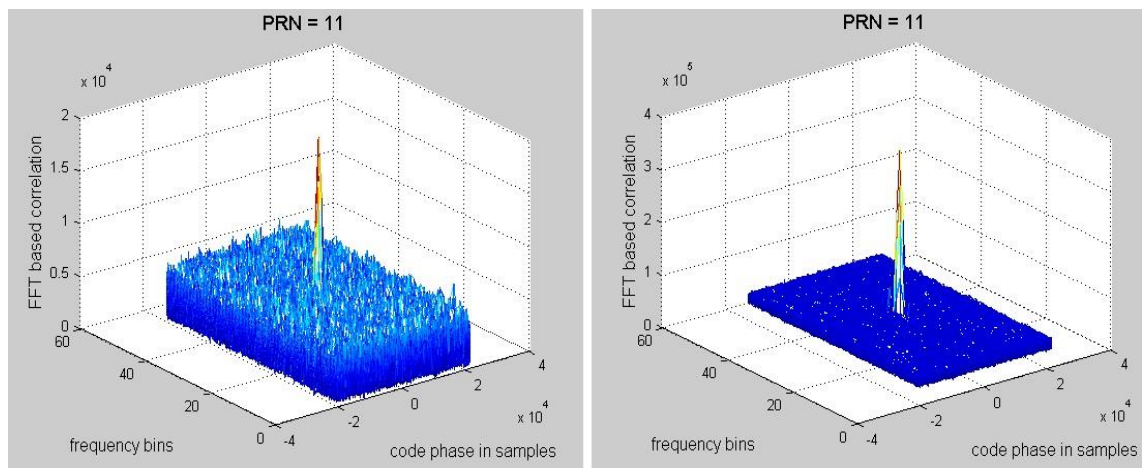 PRN = 11
x 10^4
2
1.5
1
0.5
0
FFT based correlation
60
40
20
0
frequency bins
-4
-2
0
2
4
x 10^4
code phase in samples
PRN = 11
x 10^5
4
3
2
1
0
FFT based correlation
60
40
20
0
frequency bins
-4
-2
0
2
4
x 10^4
code phase in samples